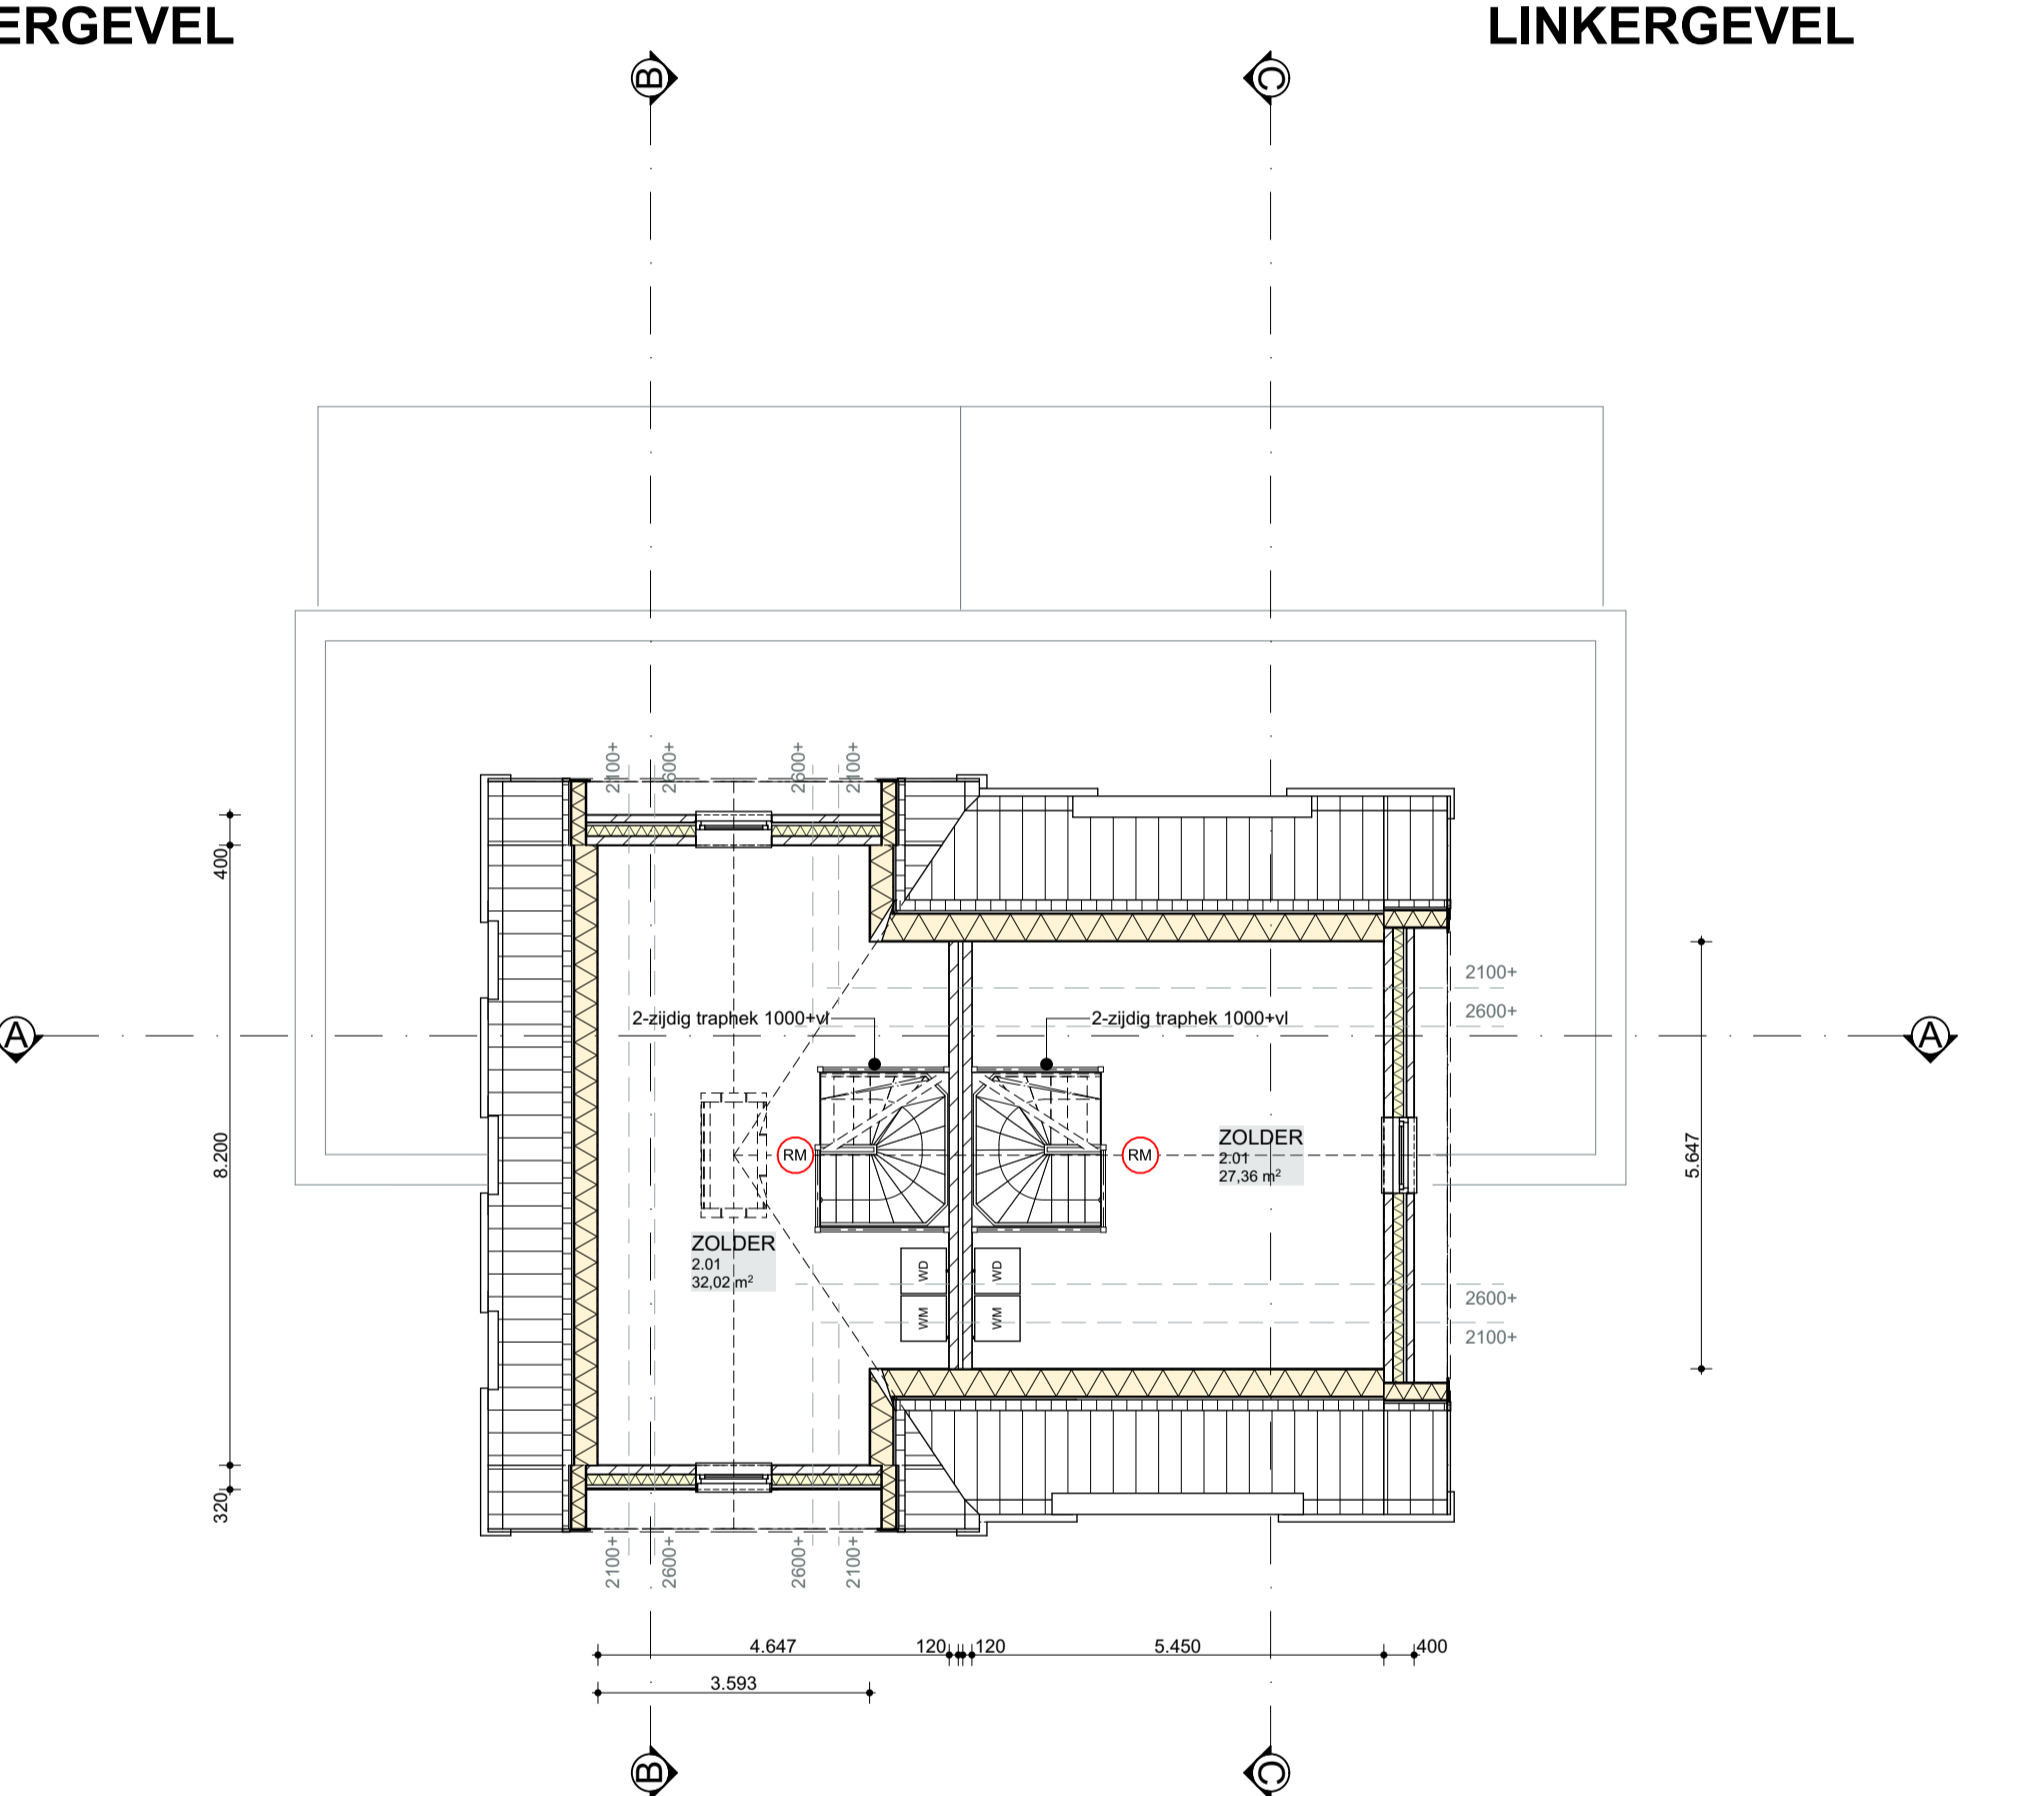 ERGEVEL
LINKERGEVEL
B
C
2100+
2600+
2600+
2100+
400
2100+
2600+
2-zijdig traphek 1000+vl
2-zijdig traphek 1000+vl
A
A
8.200
5.647
RM
RM
ZOLDER
2.01
27,36 m²
ZOLDER
2.01
32,02 m²
WD
WD
WM
WM
2600+
2100+
320
2100+
2600+
2600+
2100+
4.647
120
120
5.450
400
3.593
B
C